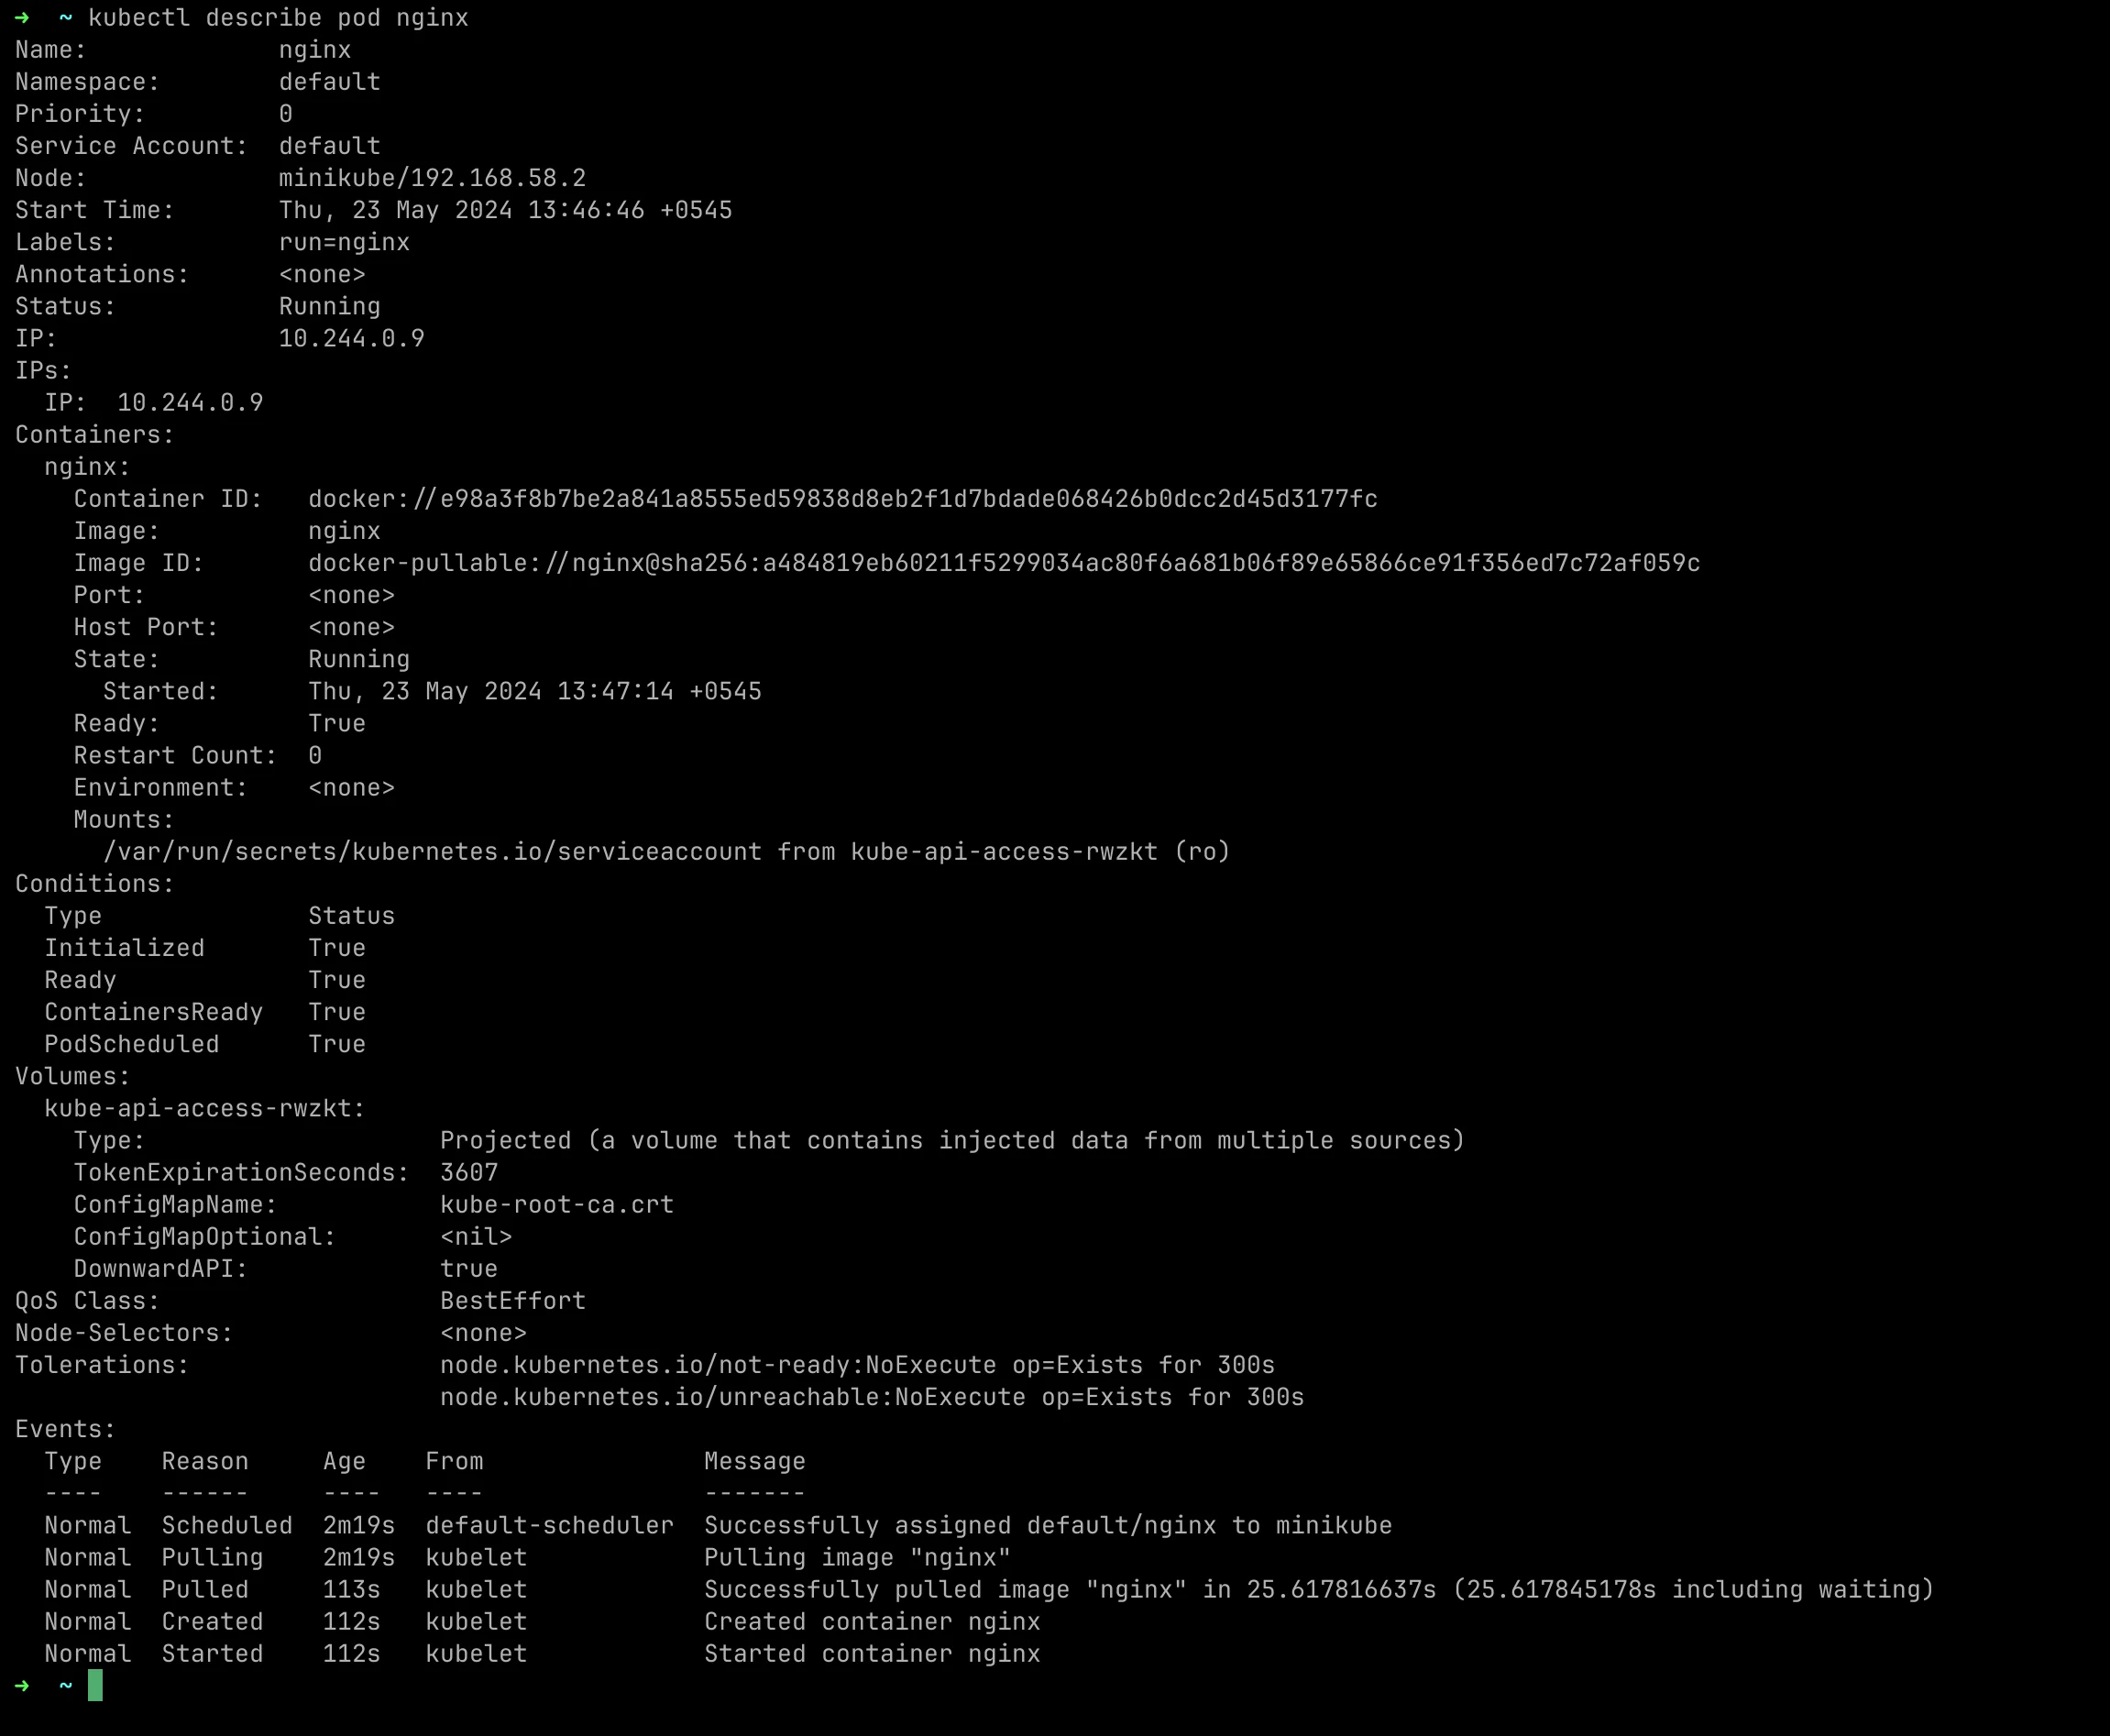 ➜  ~ kubectl describe pod nginx
Name:             nginx
Namespace:        default
Priority:         0
Service Account:  default
Node:             minikube/192.168.58.2
Start Time:       Thu, 23 May 2024 13:46:46 +0545
Labels:           run=nginx
Annotations:      <none>
Status:           Running
IP:               10.244.0.9
IPs:
  IP:  10.244.0.9
Containers:
  nginx:
    Container ID:   docker://e98a3f8b7be2a841a8555ed59838d8eb2f1d7bdade068426b0dcc2d45d3177fc
    Image:          nginx
    Image ID:       docker-pullable://nginx@sha256:a484819eb60211f5299034ac80f6a681b06f89e65866ce91f356ed7c72af059c
    Port:           <none>
    Host Port:      <none>
    State:          Running
      Started:      Thu, 23 May 2024 13:47:14 +0545
    Ready:          True
    Restart Count:  0
    Environment:    <none>
    Mounts:
      /var/run/secrets/kubernetes.io/serviceaccount from kube-api-access-rwzkt (ro)
Conditions:
  Type              Status
  Initialized       True
  Ready             True
  ContainersReady   True
  PodScheduled      True
Volumes:
  kube-api-access-rwzkt:
    Type:                    Projected (a volume that contains injected data from multiple sources)
    TokenExpirationSeconds:  3607
    ConfigMapName:           kube-root-ca.crt
    ConfigMapOptional:       <nil>
    DownwardAPI:             true
QoS Class:                   BestEffort
Node-Selectors:              <none>
Tolerations:                 node.kubernetes.io/not-ready:NoExecute op=Exists for 300s
                             node.kubernetes.io/unreachable:NoExecute op=Exists for 300s
Events:
  Type    Reason     Age    From               Message
  ----    ------     ----   ----               -------
  Normal  Scheduled  2m19s  default-scheduler  Successfully assigned default/nginx to minikube
  Normal  Pulling    2m19s  kubelet            Pulling image "nginx"
  Normal  Pulled     113s   kubelet            Successfully pulled image "nginx" in 25.617816637s (25.617845178s including waiting)
  Normal  Created    112s   kubelet            Created container nginx
  Normal  Started    112s   kubelet            Started container nginx
➜  ~